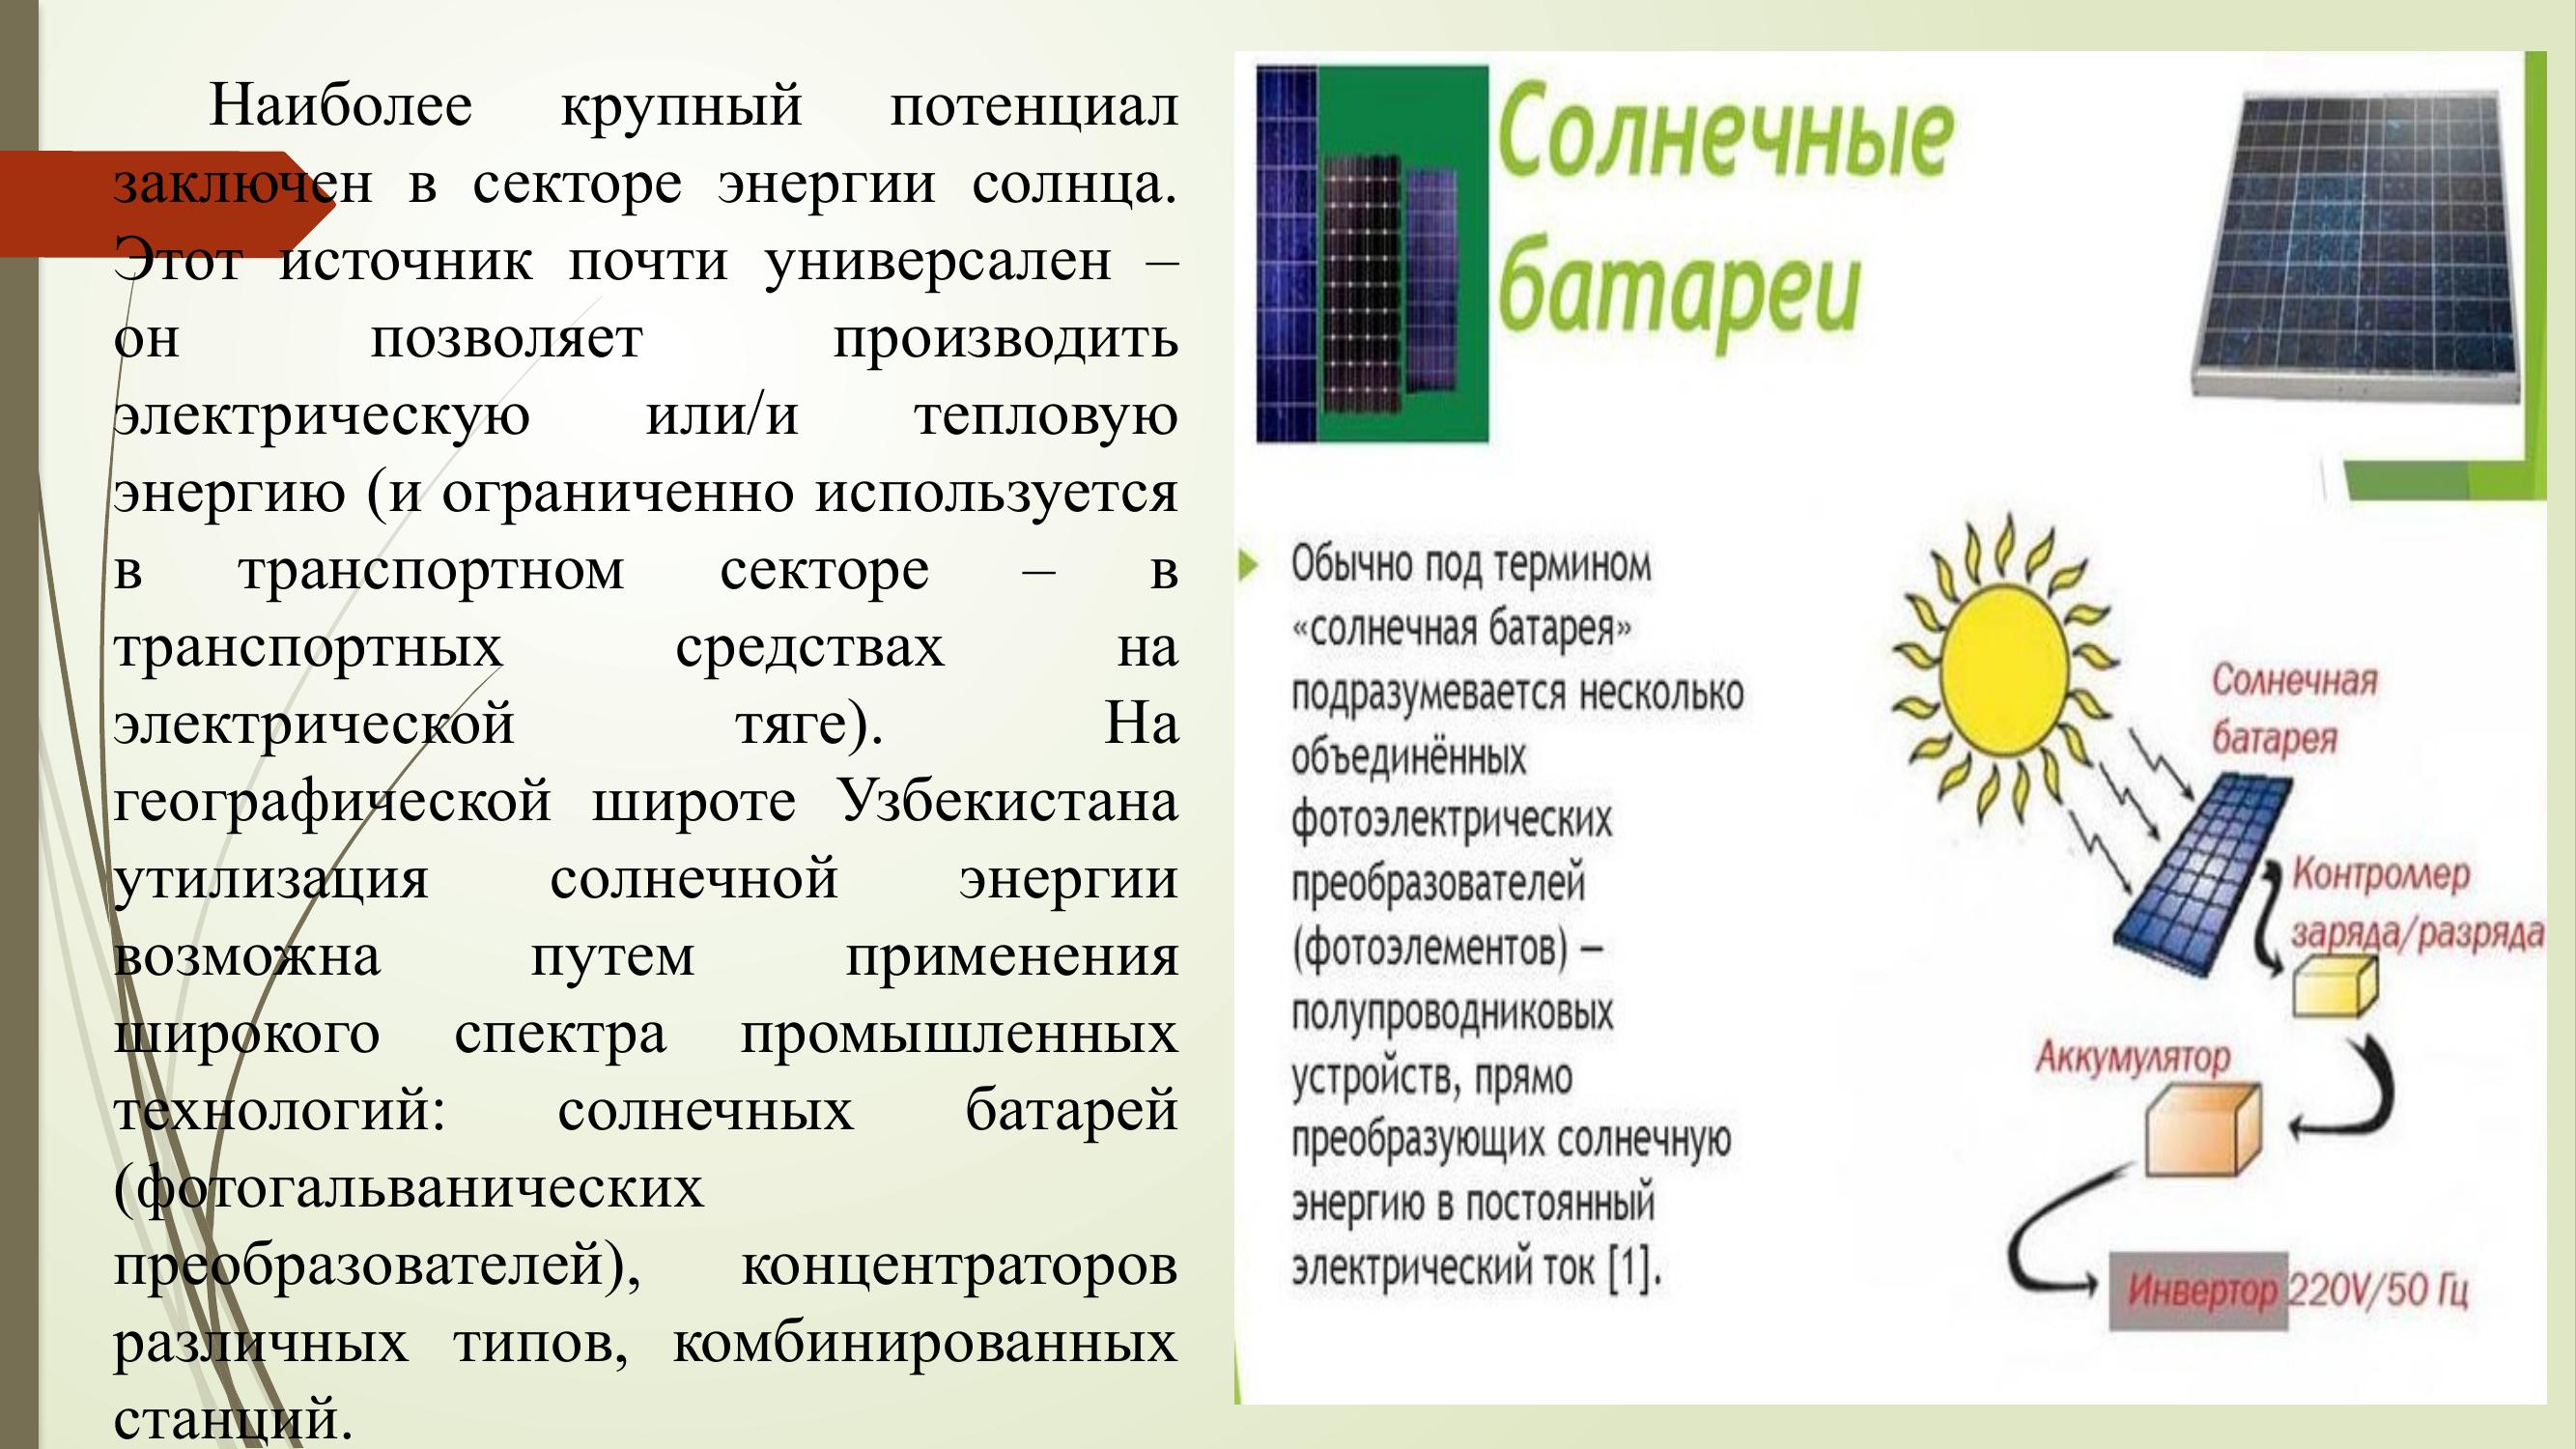 Наиболее крупный потенциал
заключен в секторе энергии солнца.
Этот источник почти универсален –
он позволяет производить
электрическую или/и тепловую
энергию (и ограниченно используется
в транспортном секторе – в
транспортных средствах на
электрической тяге). На
географической широте Узбекистана
утилизация солнечной энергии
возможна путем применения
широкого спектра промышленных
технологий: солнечных батарей
(фотогальванических
преобразователей), концентраторов
различных типов, комбинированных
станций.
Солнечные
батареи
Обычно под термином
«солнечная батарея»
подразумевается несколько
объединённых
фотоэлектрических
преобразователей
(фотоэлементов) –
полупроводниковых
устройств, прямо
преобразующих солнечную
энергию в постоянный
электрический ток [1].
Солнечная
батарея
Контролмер
заряда/разряда
Аккумулятор
Инвертор 220V/50 Гц